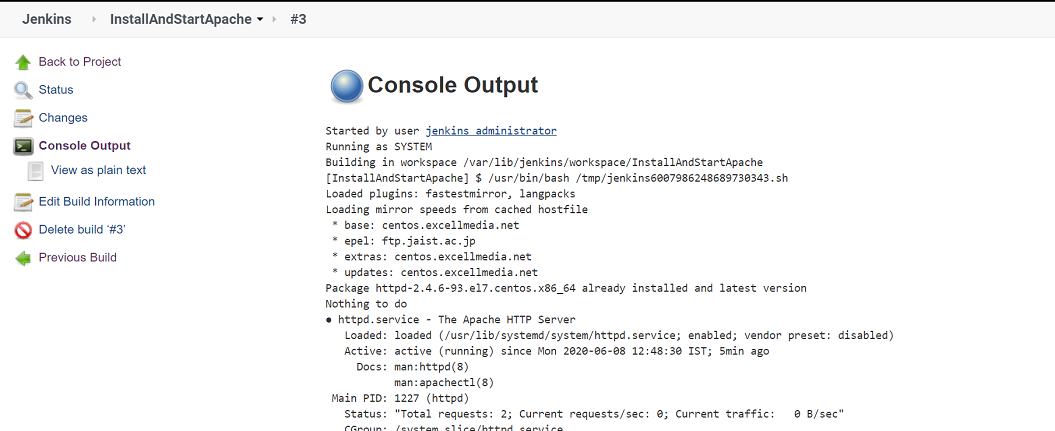 Jenkins InstallAndStartApache #3
Back to Project
Status
Changes
Console Output
View as plain text
Edit Build Information
Delete build '#3'
Previous Build
Console Output
Started by user jenkins administrator
Running as SYSTEM
Building in workspace /var/lib/jenkins/workspace/InstallAndStartApache
[InstallAndStartApache] $ /usr/bin/bash /tmp/jenkins6007986248689730343.sh
Loaded plugins: fastestmirror, langpacks
Loading mirror speeds from cached hostfile
* base: centos.excellmedia.net
* epel: ftp.jaist.ac.jp
* extras: centos.excellmedia.net
* updates: centos.excellmedia.net
Package httpd-2.4.6-93.el7.centos.x86_64 already installed and latest version
Nothing to do
● httpd.service - The Apache HTTP Server
Loaded: loaded (/usr/lib/systemd/system/httpd.service; enabled; vendor preset: disabled)
Active: active (running) since Mon 2020-06-08 12:48:30 IST; 5min ago
Docs: man:httpd(8)
man:apachectl(8)
Main PID: 1227 (httpd)
Status: "Total requests: 2; Current requests/sec: 0; Current traffic:   0 B/sec"
CGroup: /system.slice/httpd.service